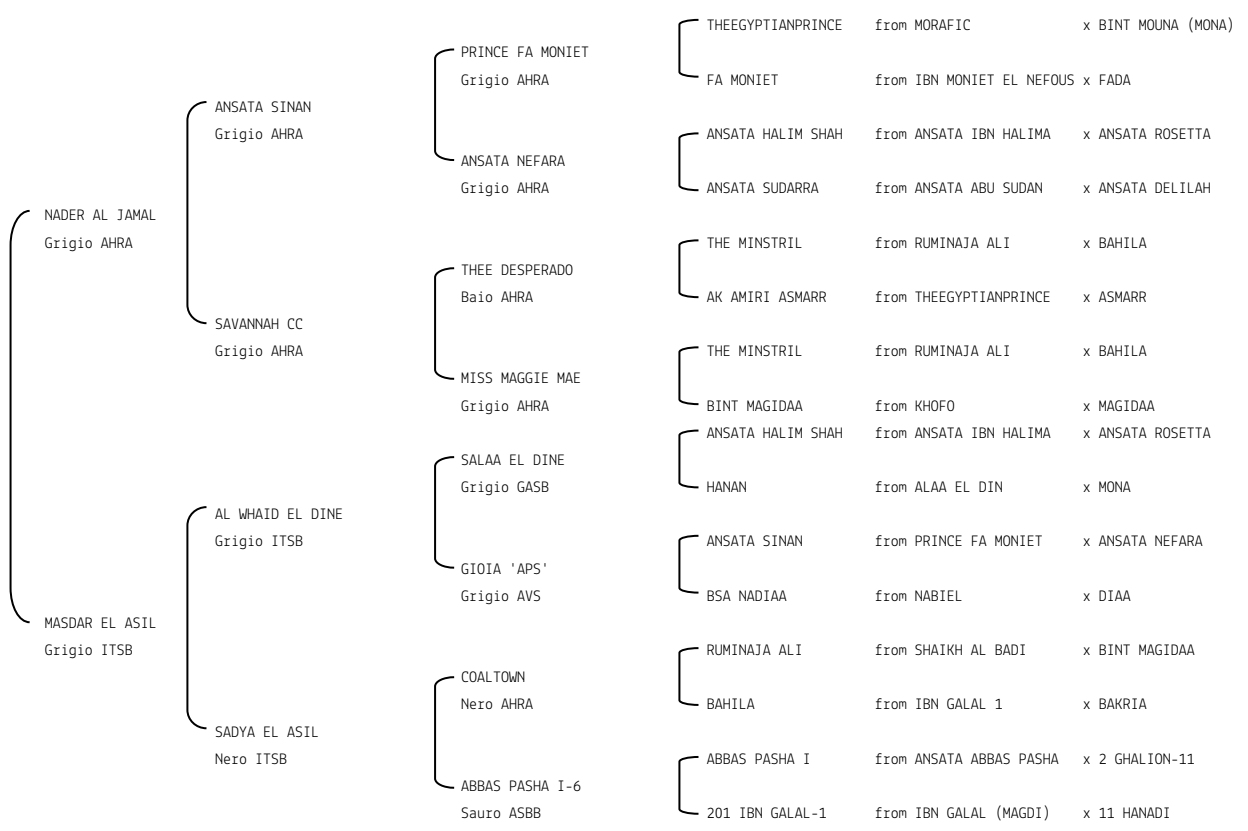 THEEGYPTIANPRINCE from MORAFIC x BINT MOUNA (MONA)
PRINCE FA MONIET
Grigio AHRA FA MONIET from IBN MONIET EL NEFOUS x FADA
ANSATA SINAN
Grigio AHRA ANSATA HALIM SHAH from ANSATA IBN HALIMA x ANSATA ROSETTA
ANSATA NEFARA
Grigio AHRA ANSATA SUDARRA from ANSATA ABU SUDAN x ANSATA DELILAH
NADER AL JAMAL
Grigio AHRA THE MINSTRIL from RUMINAJA ALI x BAHILA
THEE DESPERADO
Baio AHRA AK AMIRI ASMARR from THEEGYPTIANPRINCE x ASMARR
SAVANNAH CC
Grigio AHRA THE MINSTRIL from RUMINAJA ALI x BAHILA
MISS MAGGIE MAE
Grigio AHRA BINT MAGIDAA from KHOFO x MAGIDAA
ANSATA HALIM SHAH from ANSATA IBN HALIMA x ANSATA ROSETTA
SALAA EL DINE
Grigio GASB HANAN from ALAA EL DIN x MONA
AL WHAID EL DINE
Grigio ITSB ANSATA SINAN from PRINCE FA MONIET x ANSATA NEFARA
GIOIA 'APS'
Grigio AVS BSA NADIAA from NABIEL x DIAA
MASDAR EL ASIL
Grigio ITSB RUMINAJA ALI from SHAIKH AL BADI x BINT MAGIDAA
COALTOWN
Nero AHRA BAHILA from IBN GALAL 1 x BAKRIA
SADYA EL ASIL
Nero ITSB ABBAS PASHA I from ANSATA ABBAS PASHA x 2 GHALION-11
ABBAS PASHA I-6
Sauro ASBB 201 IBN GALAL-1 from IBN GALAL (MAGDI) x 11 HANADI